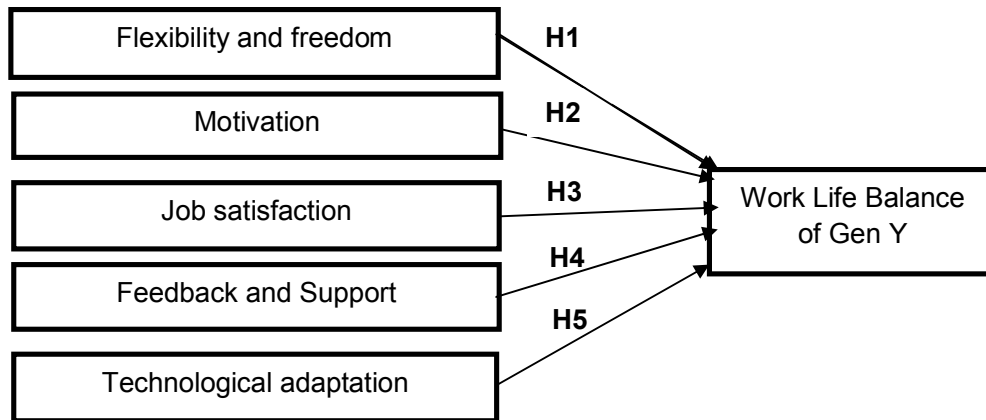 Flexibility and freedom
H1
Motivation
H2
Job satisfaction
H3
Feedback and Support
H4
Technological adaptation
H5
Work Life Balance
of Gen Y